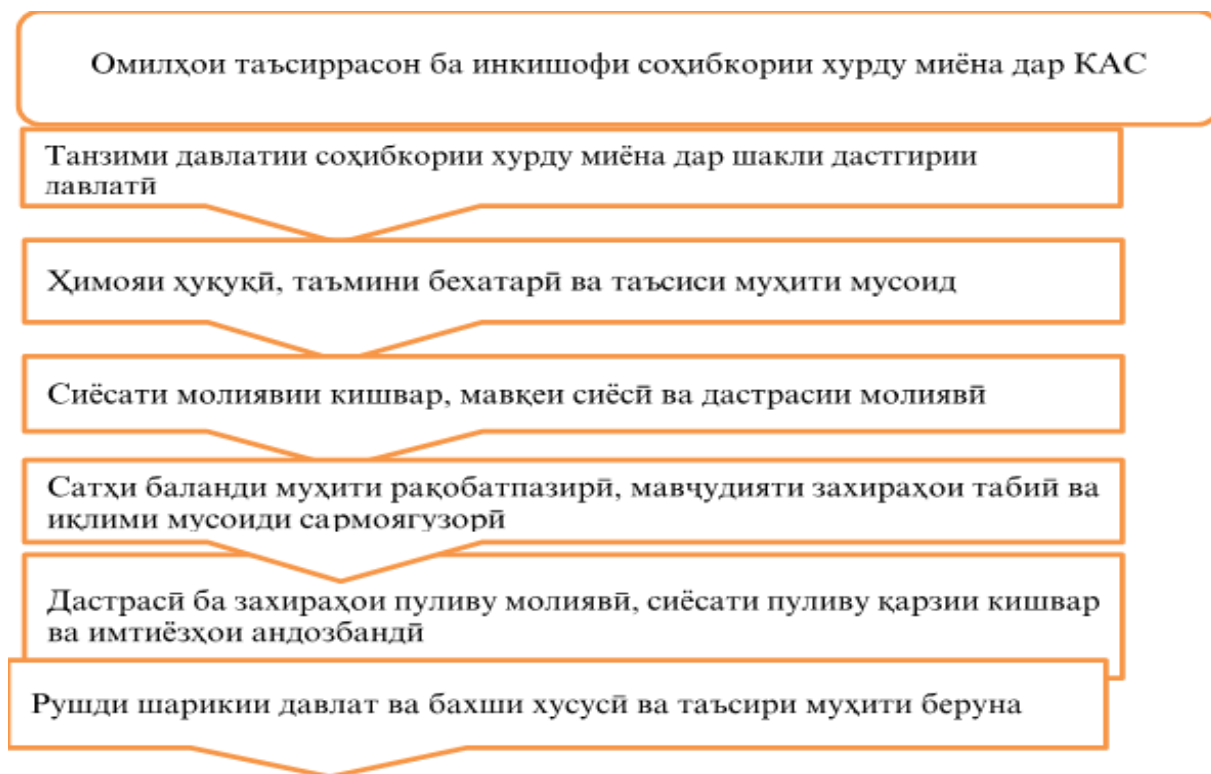 Омилҳои таъсиррасон ба инкишофи соҳибкории хурду миёна дар КАС
Танзими давлатии соҳибкории хурду миёна дар шакли дастгирии
давлатӣ
Ҳимояи ҳуқуқӣ, таъмини бехатарӣ ва таъсиси муҳити мусоид
Сиёсати молиявии кишвар, мавқеи сиёсӣ ва дастрасии молиявӣ
Сатҳи баланди муҳити рақобатпазирӣ, мавҷудияти захираҳои табиӣ ва
иқлими мусоиди сармоягузорӣ
Дастрасӣ ба захираҳои пуливу молиявӣ, сиёсати пуливу қарзии кишвар
ва имтиёзҳои андозбандӣ
Рушди шарикии давлат ва бахши хусусӣ ва таъсири муҳити беруна